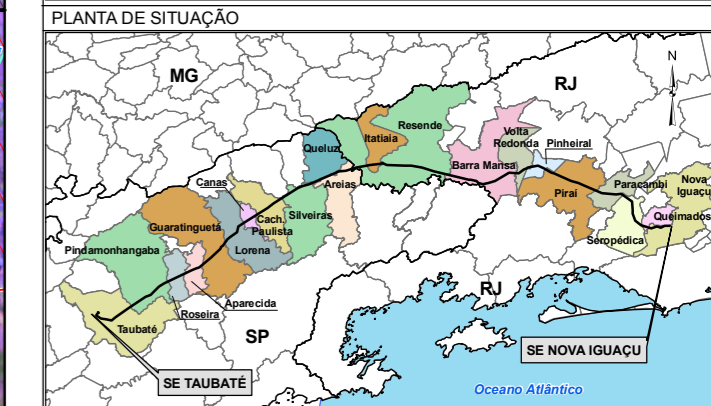 PLANTA DE SITUAÇÃO
N
MG
RJ
Resende
Itatiaia
Volta
Redonda
Pinheiral
Queluz
Barra Mansa
Areias
Canas
Paracambi
Nova
Iguaçu
Piraí
Cach.
Paulista
Silveiras
Guaratinguetá
Queimados
Seropédica
Lorena
Pindamonhangaba
RJ
Aparecida
Roseira
Taubaté
SP
SE NOVA IGUAÇU
SE TAUBATÉ
Oceano Atlântico